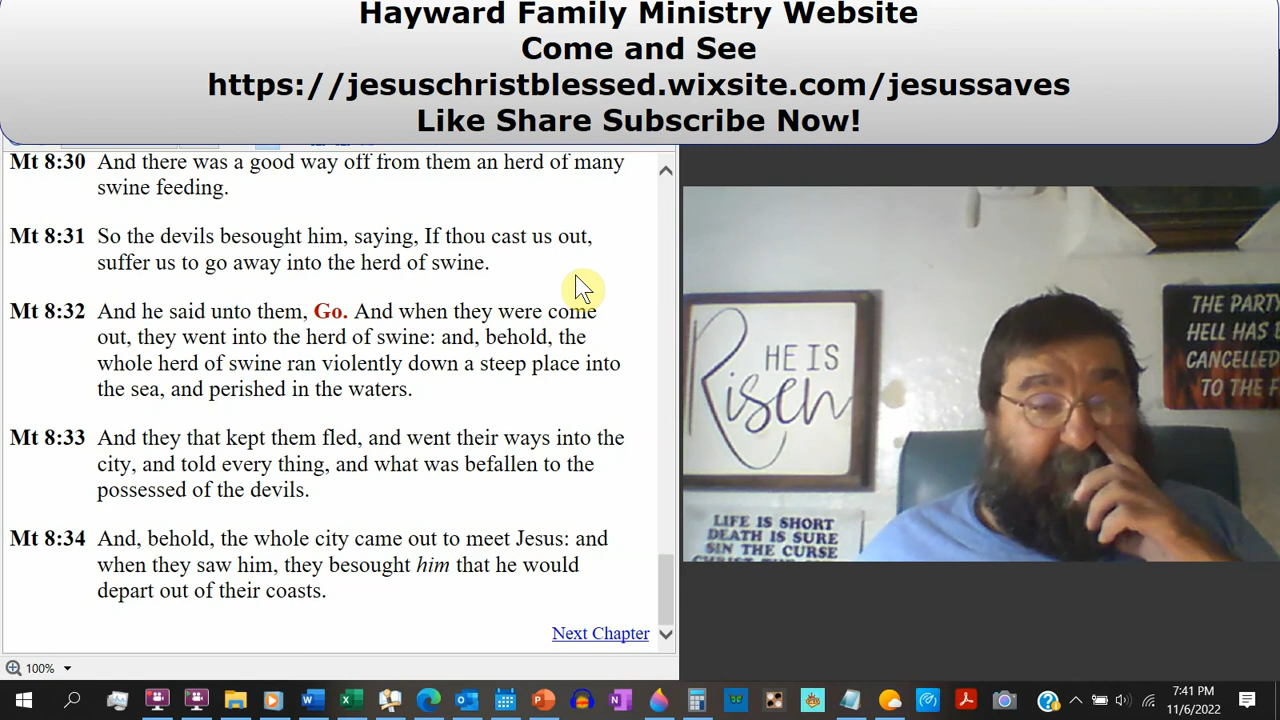 Hayward Family Ministry Website
Come and See
https://jesuschristblessed.wixsite.com/jesussaves
Like Share Subscribe Now!
Mt 8:30 And there was a good way off from them an herd of many
swine feeding.
Mt 8:31 So the devils besought him, saying, If thou cast us out,
suffer us to go away into the herd of swine.
Mt 8:32 And he said unto them, Go. And when they were come
out, they went into the herd of swine: and, behold, the
whole herd of swine ran violently down a steep place into
the sea, and perished in the waters.
Mt 8:33 And they that kept them fled, and went their ways into the
city, and told every thing, and what was befallen to the
possessed of the devils.
Mt 8:34 And, behold, the whole city came out to meet Jesus: and
when they saw him, they besought him that he would
depart out of their coasts.
Next Chapter
100%
HE IS
Risen
THE PARTY
HELL HAS
CANCELLED
TO THE F
LIFE IS SHORT
DEATH IS SURE
SIN THE CURSE
7:41 PM
11/6/2022